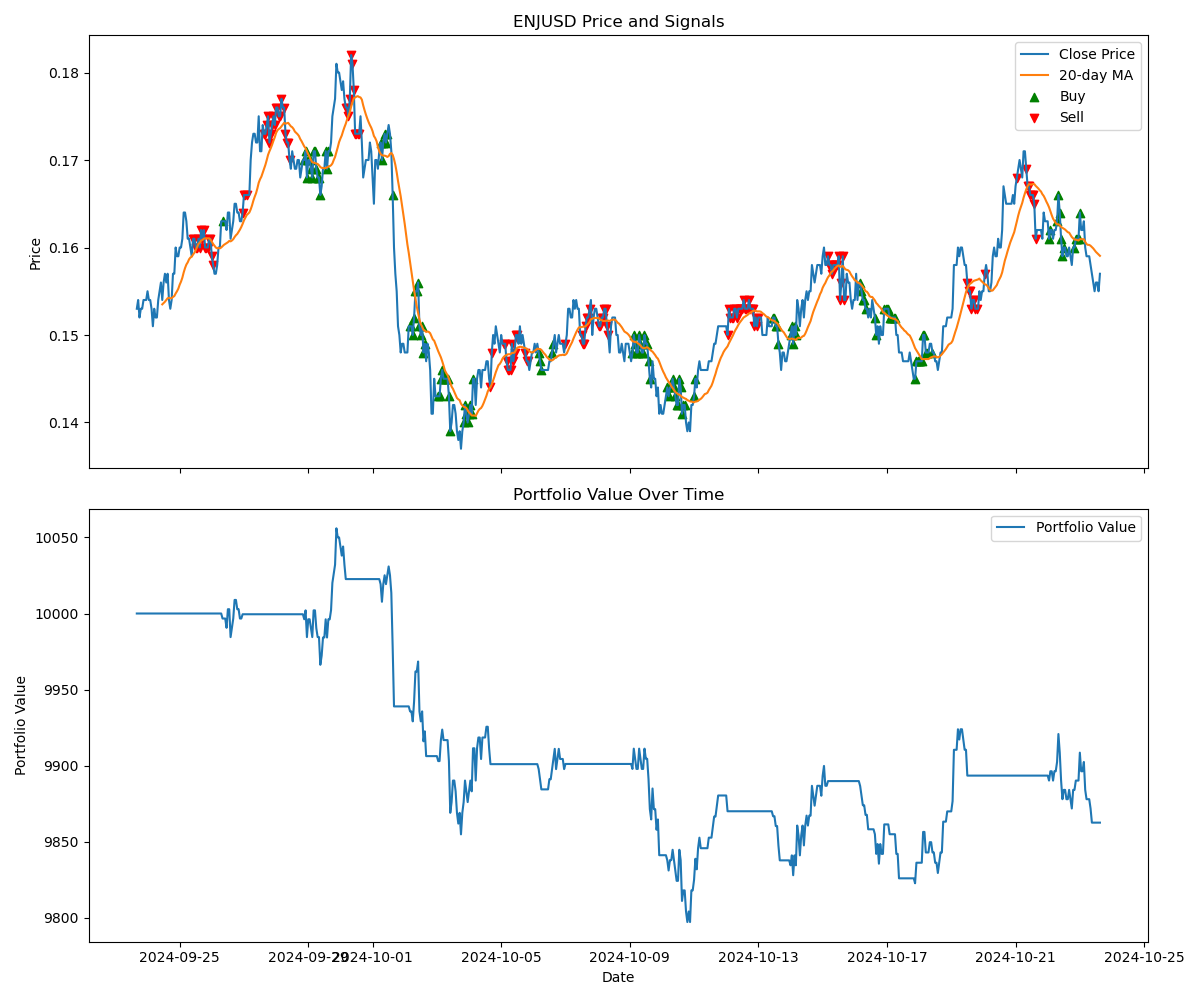 ENJUSD Price and Signals
Close Price
20-day MA
Buy
Sell
0.18
0.17
0.16
0.15
0.14
Price
Portfolio Value Over Time
Portfolio Value
10050
10000
9950
9900
9850
9800
Portfolio Value
2024-09-25
2024-09-29
2024-10-01
2024-10-05
2024-10-09
2024-10-13
2024-10-17
2024-10-21
2024-10-25
Date